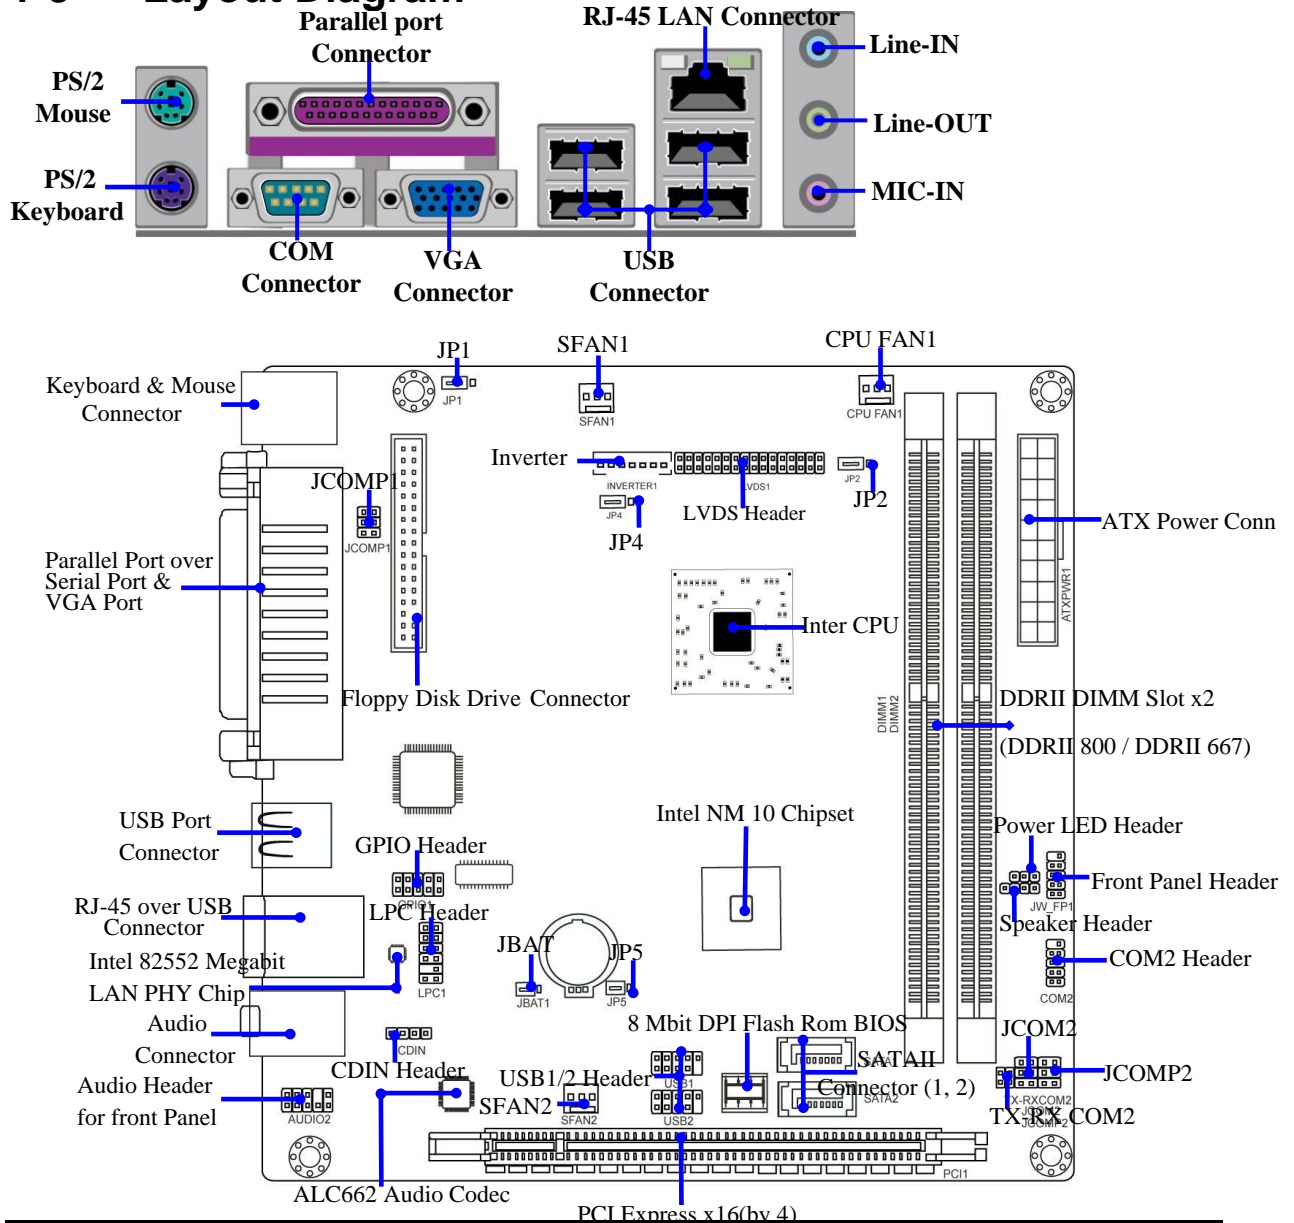 Layout Diagram
Parallel port
Connector
RJ-45 LAN Connector
Line-IN
PS/2
Mouse
Line-OUT
PS/2
Keyboard
MIC-IN
COM
Connector
VGA
Connector
USB
Connector
JP1
SFAN1
CPU FAN1
Keyboard & Mouse
Connector
JP1
SFAN1
CPU FAN1
Inverter
JCOMP1
INVERTER1
LVDS1
JP2
JP2
JP4
LVDS Header
JP4
ATX Power Conn
JCOMP1
Parallel Port over
Serial Port &
VGA Port
ATXPWR1
Inter CPU
Floppy Disk Drive Connector
DIMM1
DIMM2
DDRII DIMM Slot x2
(DDRII 800 / DDRII 667)
USB Port
Connector
Intel NM 10 Chipset
Power LED Header
GPIO Header
Front Panel Header
GPIO1
JW_FP1
RJ-45 over USB
Connector
LPC Header
Speaker Header
JBAT
JP5
COM2 Header
Intel 82552 Megabit
LAN PHY Chip
LPC1
JBAT1
JP5
COM2
Audio
Connector
8 Mbit DPI Flash Rom BIOS
JCOM2
CDIN
CDIN Header
USB1/2 Header
SATAII
Connector (1, 2)
JCOMP2
Audio Header
for front Panel
USB1
SFAN2
SATA2
TX-RXCOM2
JCOM2
JCOMP2
TX-RX COM2
AUDIO2
SFAN2
USB2
PCI1
ALC662 Audio Codec
PCI Express x16(by 4)